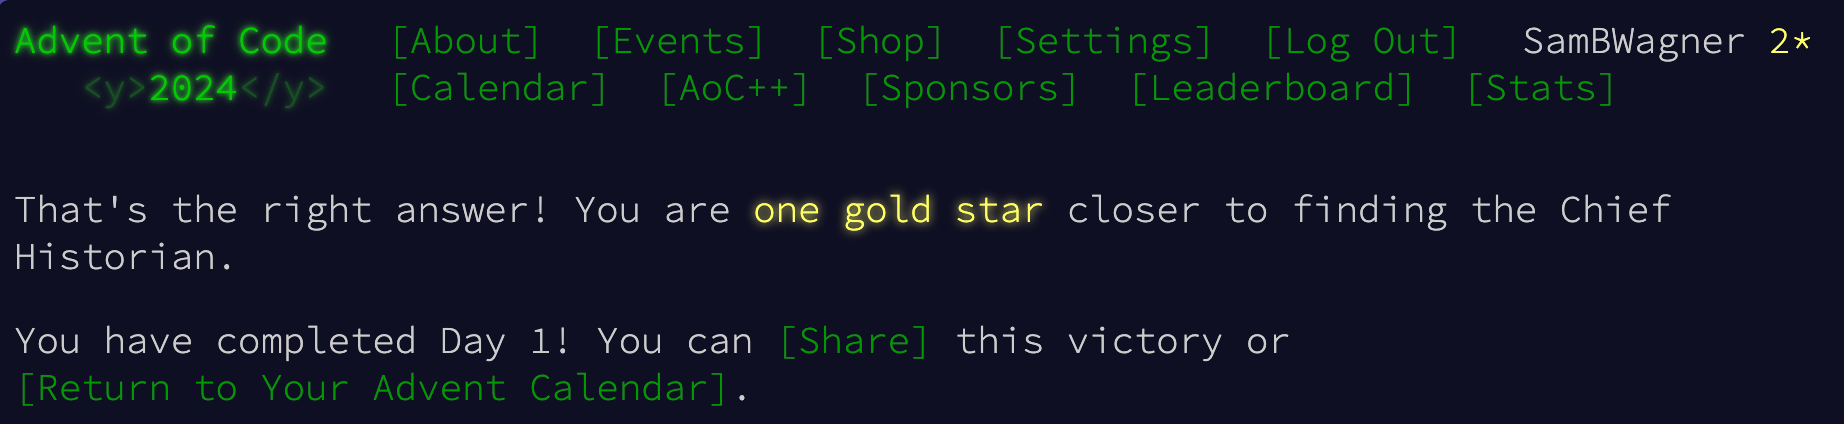 Advent of Code [About] [Events] [Shop] [Settings] [Log Out] SamBWagner 2*
<y>2024</y> [Calendar] [AoC++] [Sponsors] [Leaderboard] [Stats]
That's the right answer! You are one gold star closer to finding the Chief
Historian.
You have completed Day 1! You can [Share] this victory or
[Return to Your Advent Calendar].